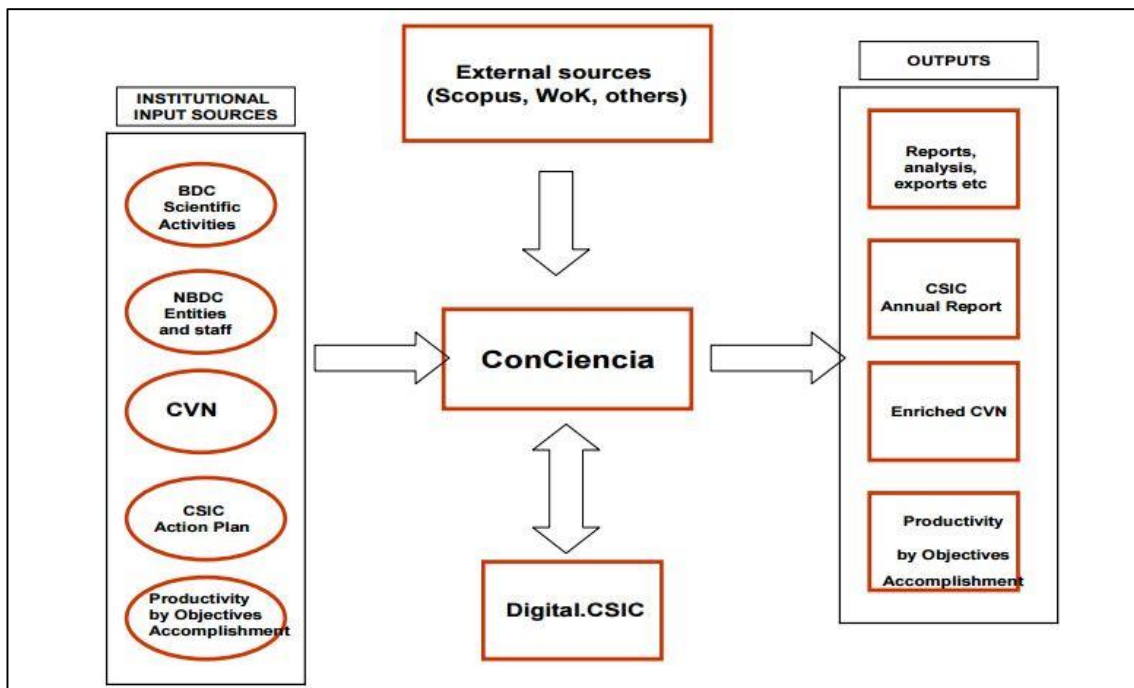 INSTITUTIONAL
INPUT SOURCES
BDC
Scientific
Activities
NBDC
Entities
and staff
CVN
CSIC
Action Plan
Productivity
by Objectives
Accomplishment
External sources
(Scopus, WoK, others)
ConCiencia
Digital.CSIC
OUTPUTS
Reports,
analysis,
exports etc
CSIC
Annual Report
Enriched CVN
Productivity
by Objectives
Accomplishment